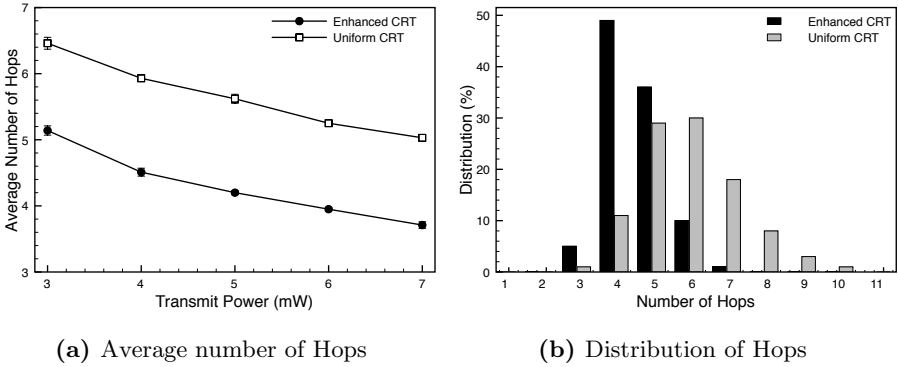 7
6
5
4
3
Average Number of Hops
Enhanced CRT
Uniform CRT
3 4 5 6 7
Transmit Power (mW)
(a) Average number of Hops
50
40
30
20
10
0
Distribution (%)
Enhanced CRT
Uniform CRT
1 2 3 4 5 6 7 8 9 10 11
Number of Hops
(b) Distribution of Hops